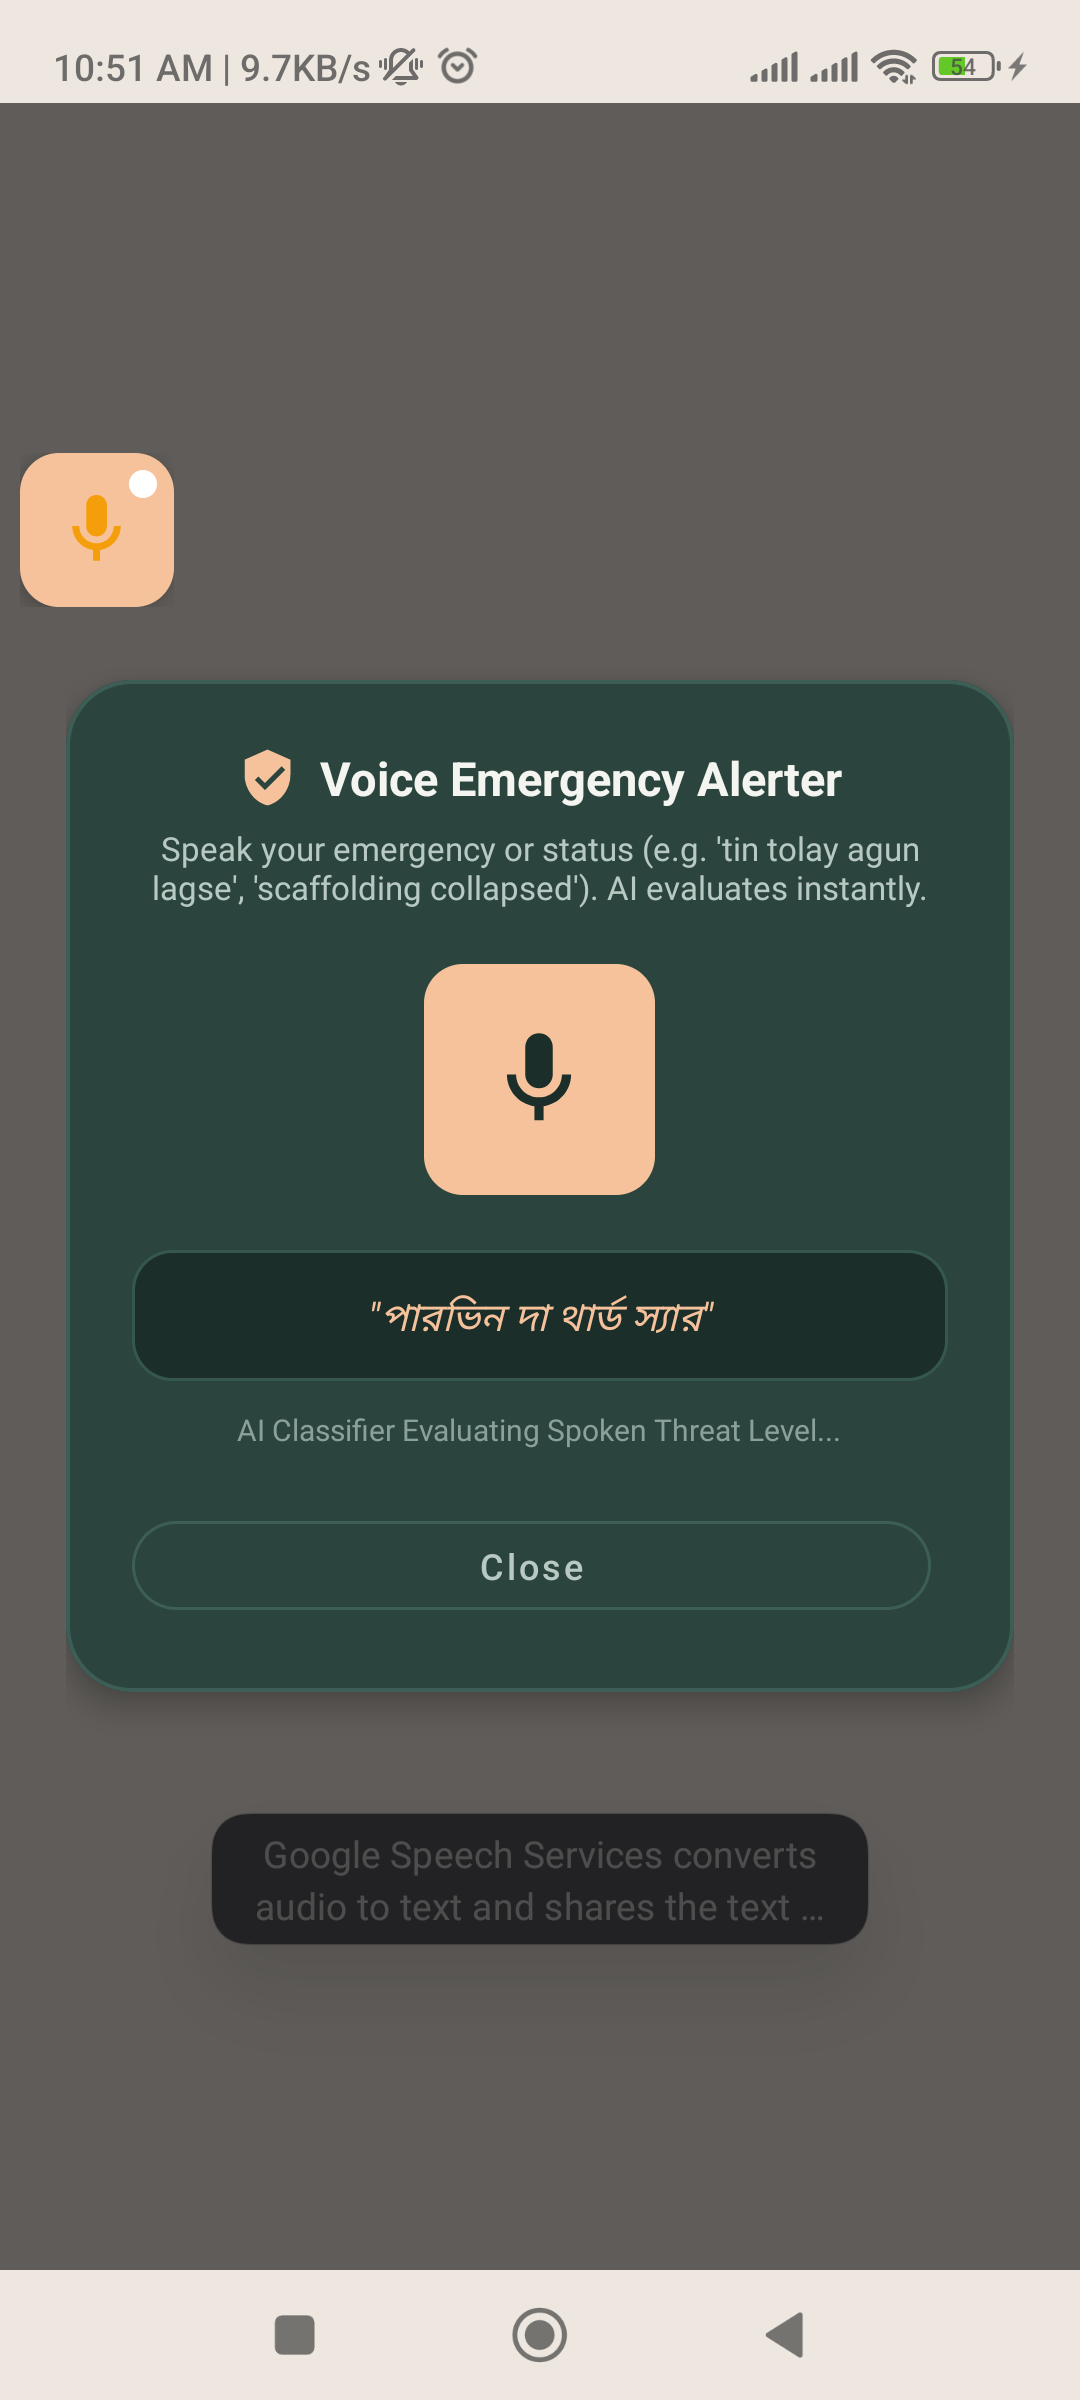 10:51 AM | 9.7KB/s 54
Voice Emergency Alerter
Speak your emergency or status (e.g. 'tin tolay agun
lagse', 'scaffolding collapsed'). AI evaluates instantly.
"পারভিন দা থার্ড স্যার"
AI Classifier Evaluating Spoken Threat Level...
Close
Google Speech Services converts
audio to text and shares the text ...